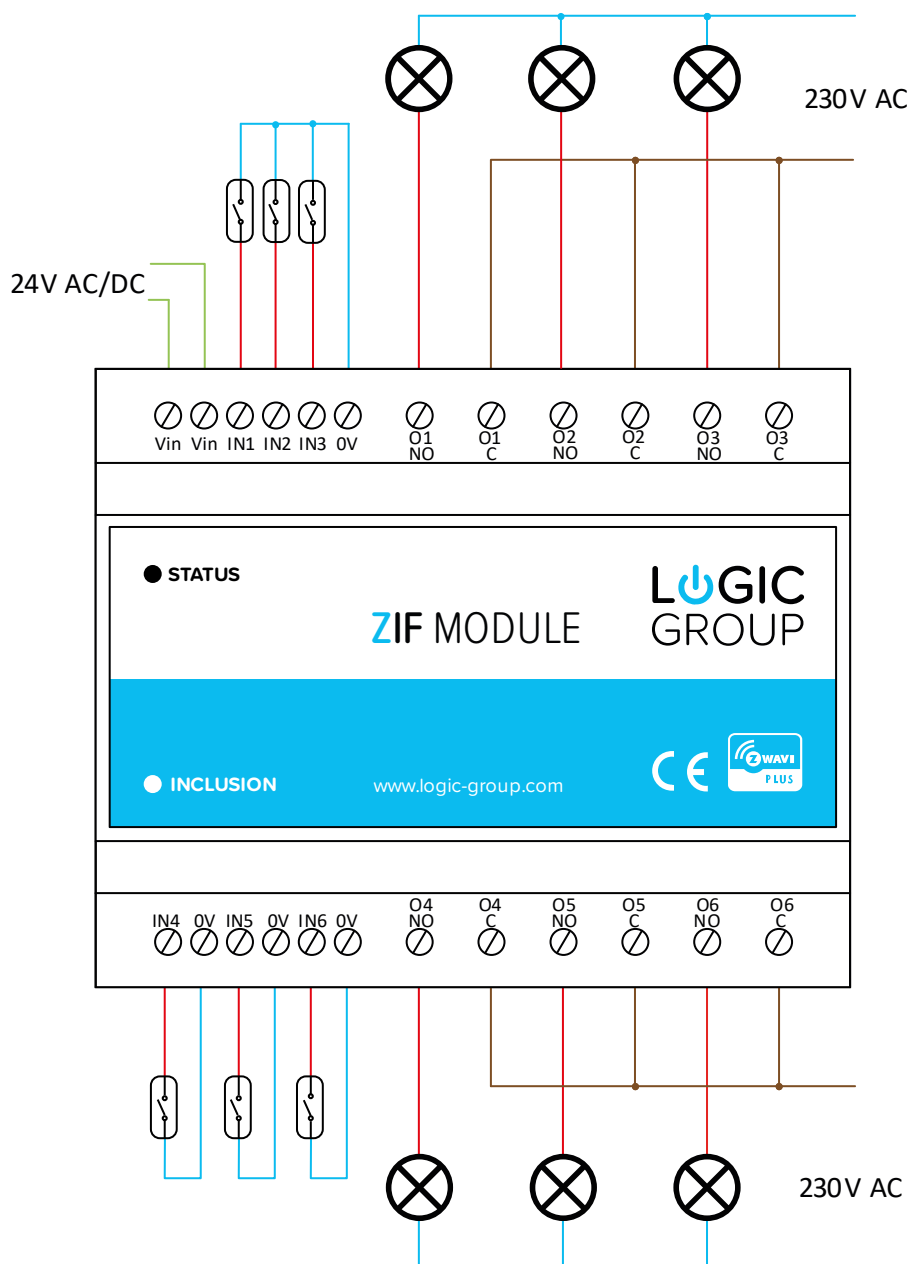 230V AC
24V AC/DC
Vin Vin IN1 IN2 IN3 0V
O1 NO
O1 C
O2 NO
O2 C
O3 NO
O3 C
STATUS
ZIF MODULE
LOGIC
GROUP
INCLUSION
www.logic-group.com
CE
Z WAVE
PLUS
IN4 0V IN5 0V IN6 0V
O4 NO
O4 C
O5 NO
O5 C
O6 NO
O6 C
230V AC